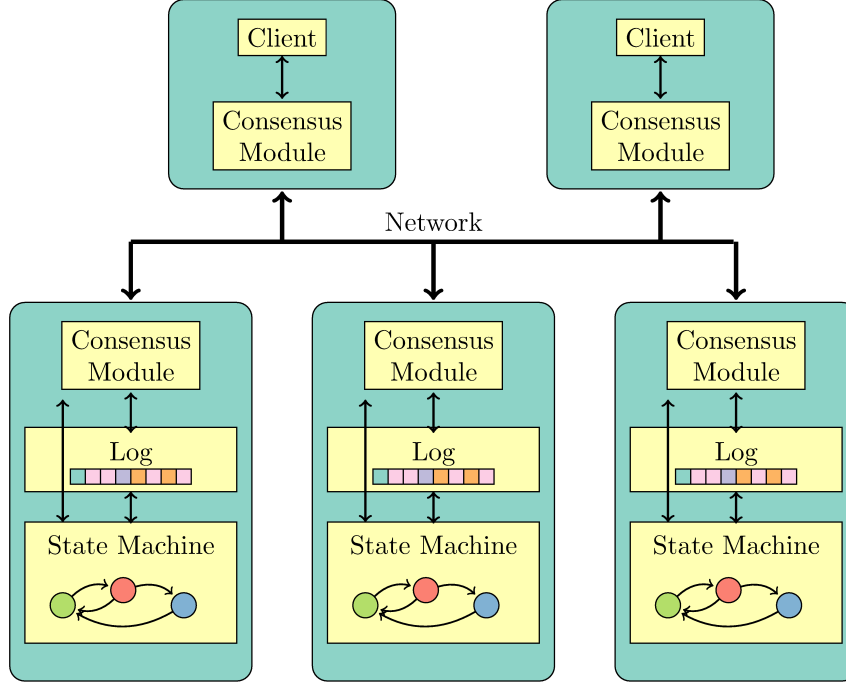 Client
Consensus
Module
Client
Consensus
Module
Network
Consensus
Module
Log
State Machine
Consensus
Module
Log
State Machine
Consensus
Module
Log
State Machine